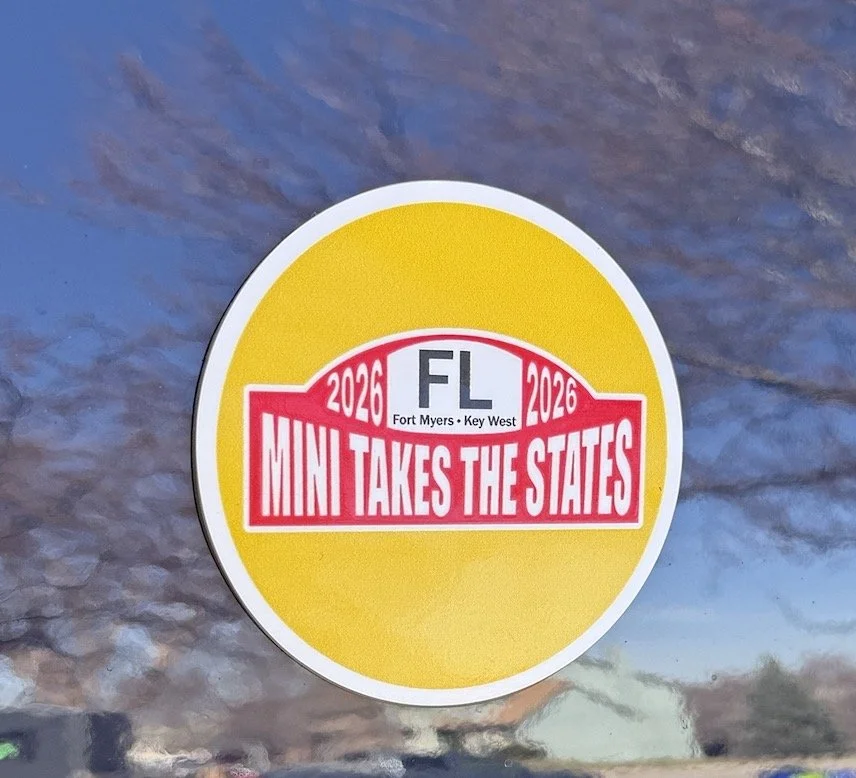 2026 FL 2026
Fort Myers • Key West
MINI TAKES THE STATES